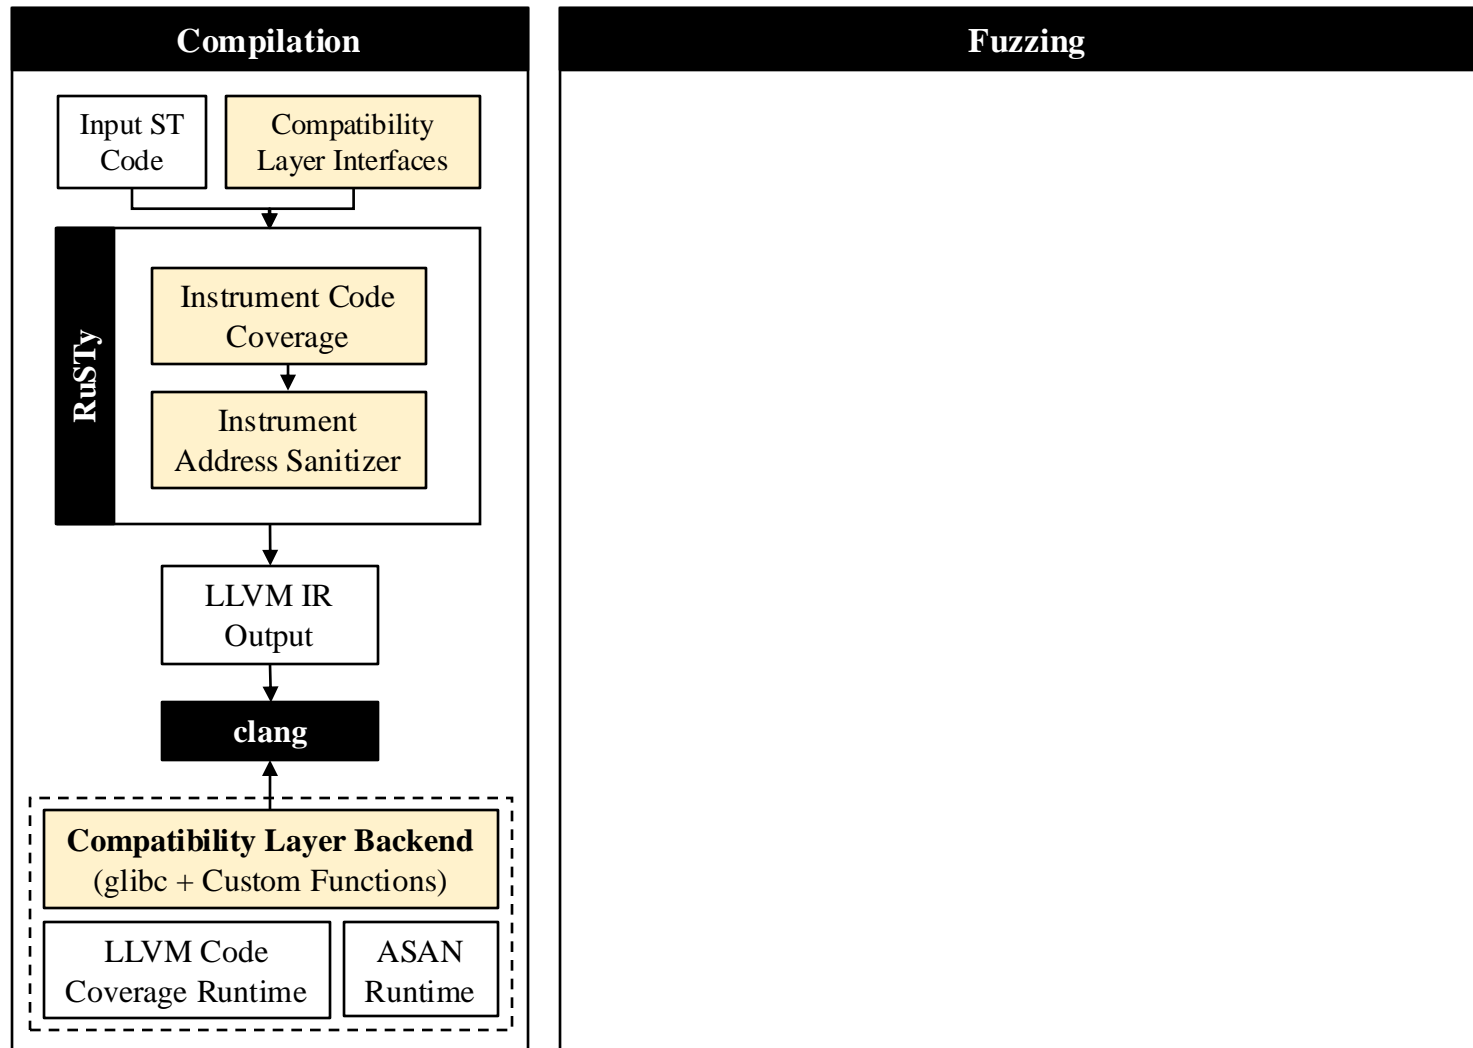 Compilation
Fuzzing
Input ST
Code
Compatibility
Layer Interfaces
RuSTy
Instrument Code
Coverage
Instrument
Address Sanitizer
LLVM IR
Output
clang
Compatibility Layer Backend
(glibc + Custom Functions)
LLVM Code
Coverage Runtime
ASAN
Runtime